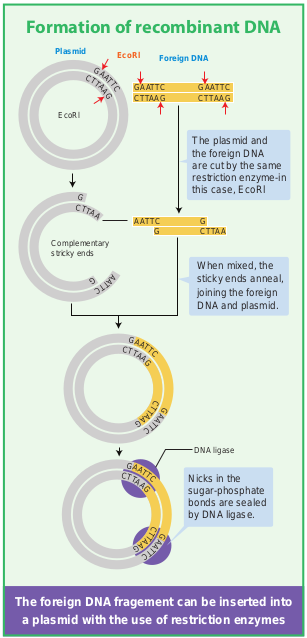 Formation of recombinant DNA
Plasmid
EcoRI
Foreign DNA
GAATTC
CTTAAG
EcoRI
GAATTC GAATTC
CTTAAG CTTAAG
The plasmid and
the foreign DNA
are cut by the same
restriction enzyme-in
this case, EcoRI
G
CTTAA
AATTC G
G CTTAA
Complementary
stricky ends
AATTC
G
When mixed, the
sticky ends anneal,
joining the foreign
DNA and plasmid.
GAATTC
CTTAAG
CTTAAG
GAATTC
DNA ligase
GAATTC
CTTAAG
CTTAAG
GAATTC
Nicks in the
sugar-phosphate
bonds are sealed
by DNA ligase.
The foreign DNA fragement can be inserted into
a plasmid with the use of restriction enzymes